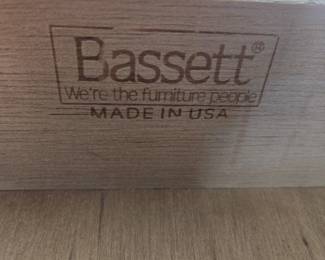 Bassett®
We're the furniture people
MADE IN USA